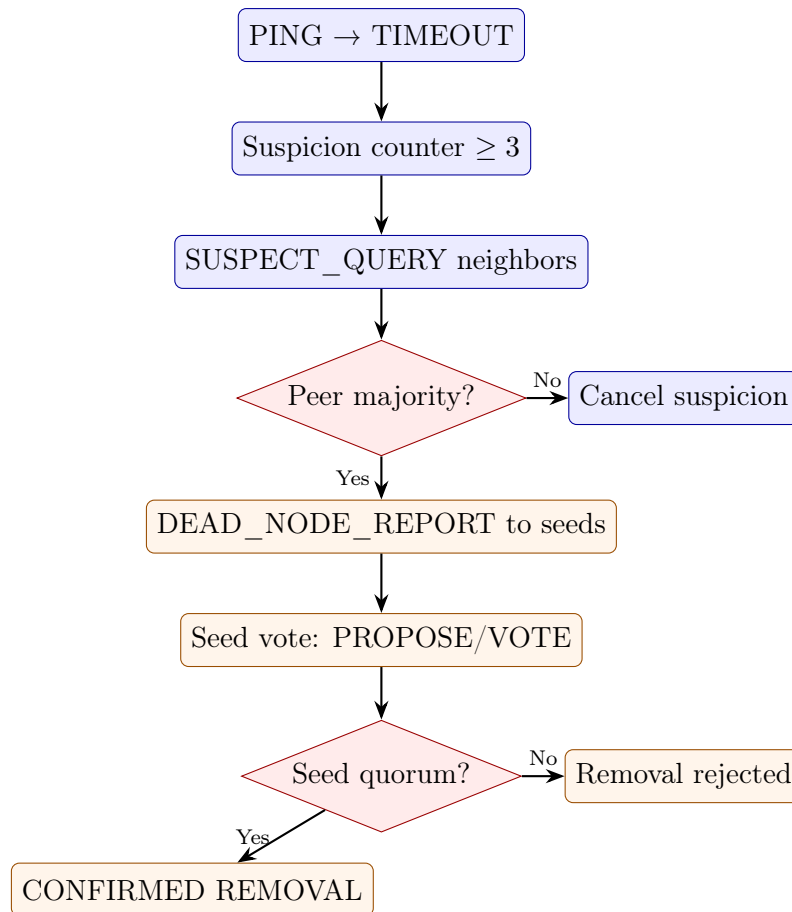 PING → TIMEOUT
Suspicion counter ≥ 3
SUSPECT_QUERY neighbors
Peer majority?
No
Cancel suspicion
Yes
DEAD_NODE_REPORT to seeds
Seed vote: PROPOSE/VOTE
Seed quorum?
No
Removal rejected
Yes
CONFIRMED REMOVAL